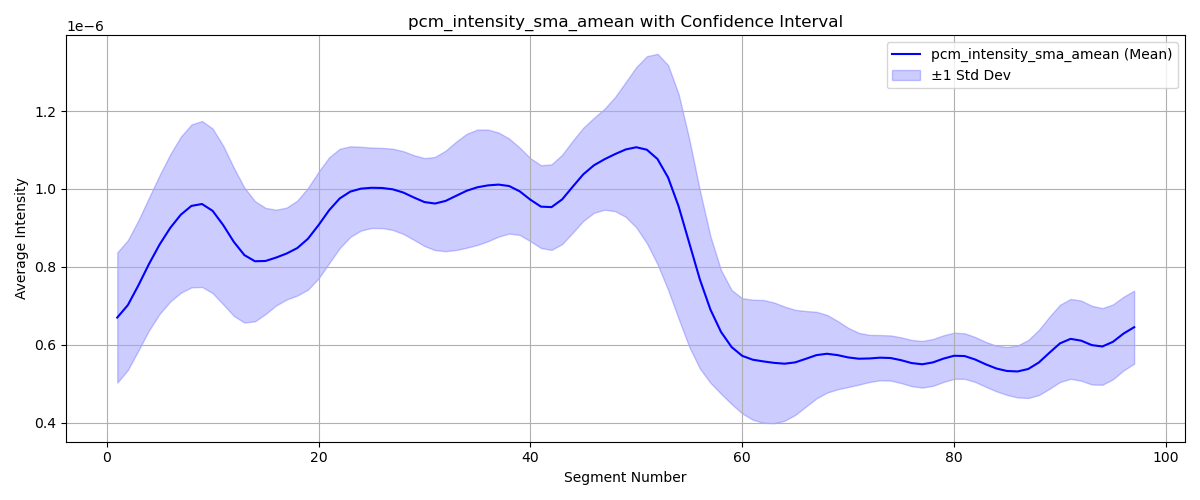 pcm_intensity_sma_amean with Confidence Interval
1e−6
pcm_intensity_sma_amean (Mean)
±1 Std Dev
Average Intensity
1.2
1.0
0.8
0.6
0.4
0 20 40 60 80 100
Segment Number